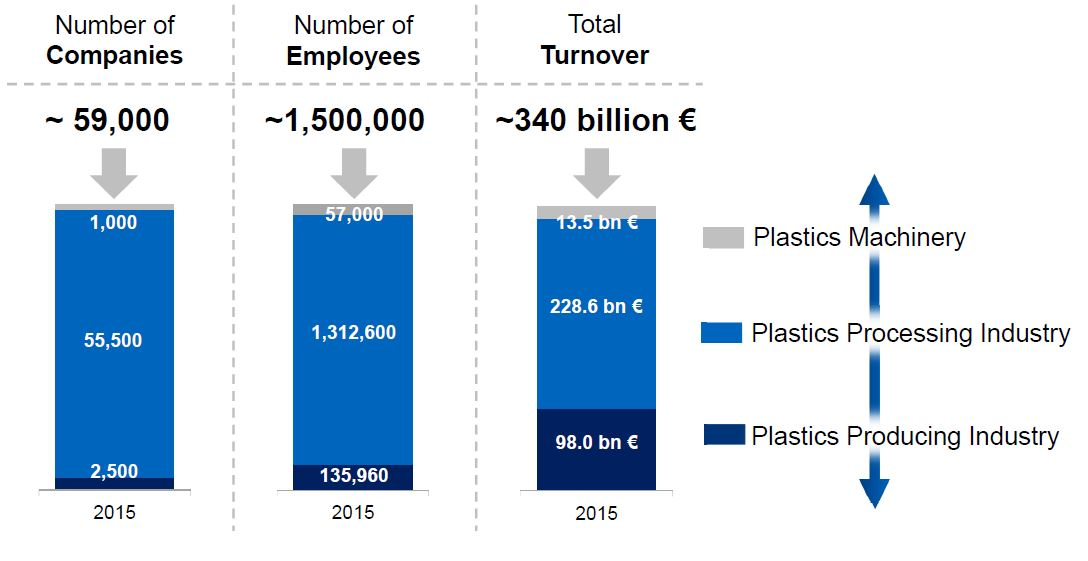 Number of
Companies
Number of
Employees
Total
Turnover
~ 59,000
~1,500,000
~340 billion €
1,000
57,000
13.5 bn €
Plastics Machinery
55,500
1,312,600
228.6 bn €
Plastics Processing Industry
2,500
135,960
98.0 bn €
Plastics Producing Industry
2015
2015
2015